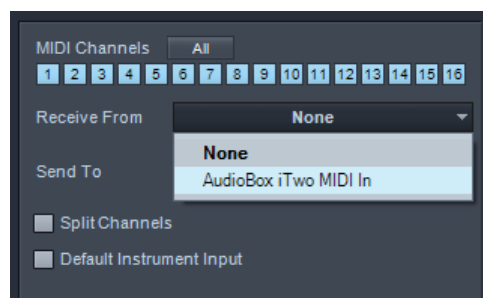 MIDI Channels All
1 2 3 4 5 6 7 8 9 10 11 12 13 14 15 16
Receive From None
None
Send To
AudioBox iTwo MIDI In
Split Channels
Default Instrument Input